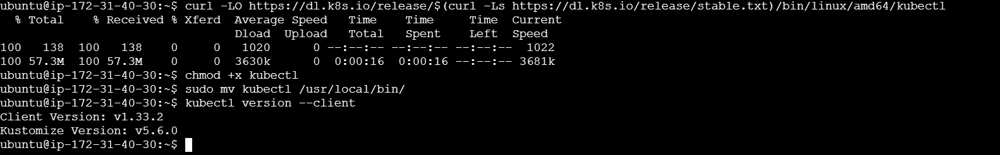 ubuntu@ip-172-31-40-30:~$ curl -LO https://dl.k8s.io/release/$(curl -Ls https://dl.k8s.io/release/stable.txt)/bin/linux/amd64/kubectl
  % Total    % Received % Xferd  Average Speed   Time    Time     Time  Current
                                 Dload  Upload   Total   Spent    Left  Speed
100   138  100   138    0     0   1020      0 --:--:-- --:--:-- --:--:--  1022
100 57.3M  100 57.3M    0     0  3630k      0  0:00:16  0:00:16 --:--:-- 3681k
ubuntu@ip-172-31-40-30:~$ chmod +x kubectl
ubuntu@ip-172-31-40-30:~$ sudo mv kubectl /usr/local/bin/
ubuntu@ip-172-31-40-30:~$ kubectl version --client
Client Version: v1.33.2
Kustomize Version: v5.6.0
ubuntu@ip-172-31-40-30:~$